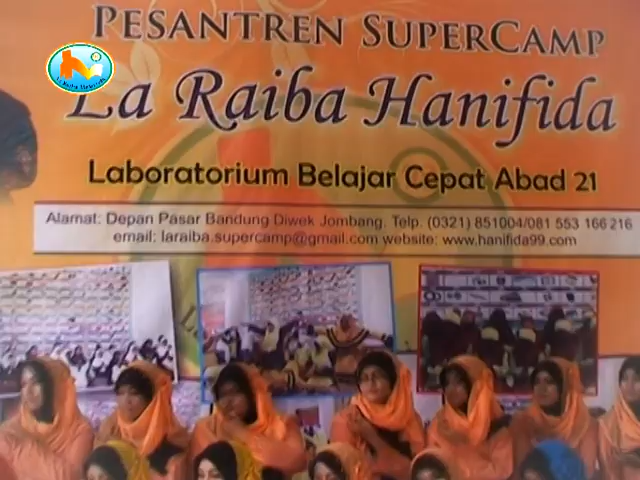 PESANTREN SUPERCAMP
La Raiba Hanifida
Laboratorium Belajar Cepat Abad 21
Alamat: Depan Pasar Bandung Diwek Jombang. Telp. (0321) 851004/081 553 166 216
email: laraiba.supercamp@gmail.com website: www.hanifida99.com